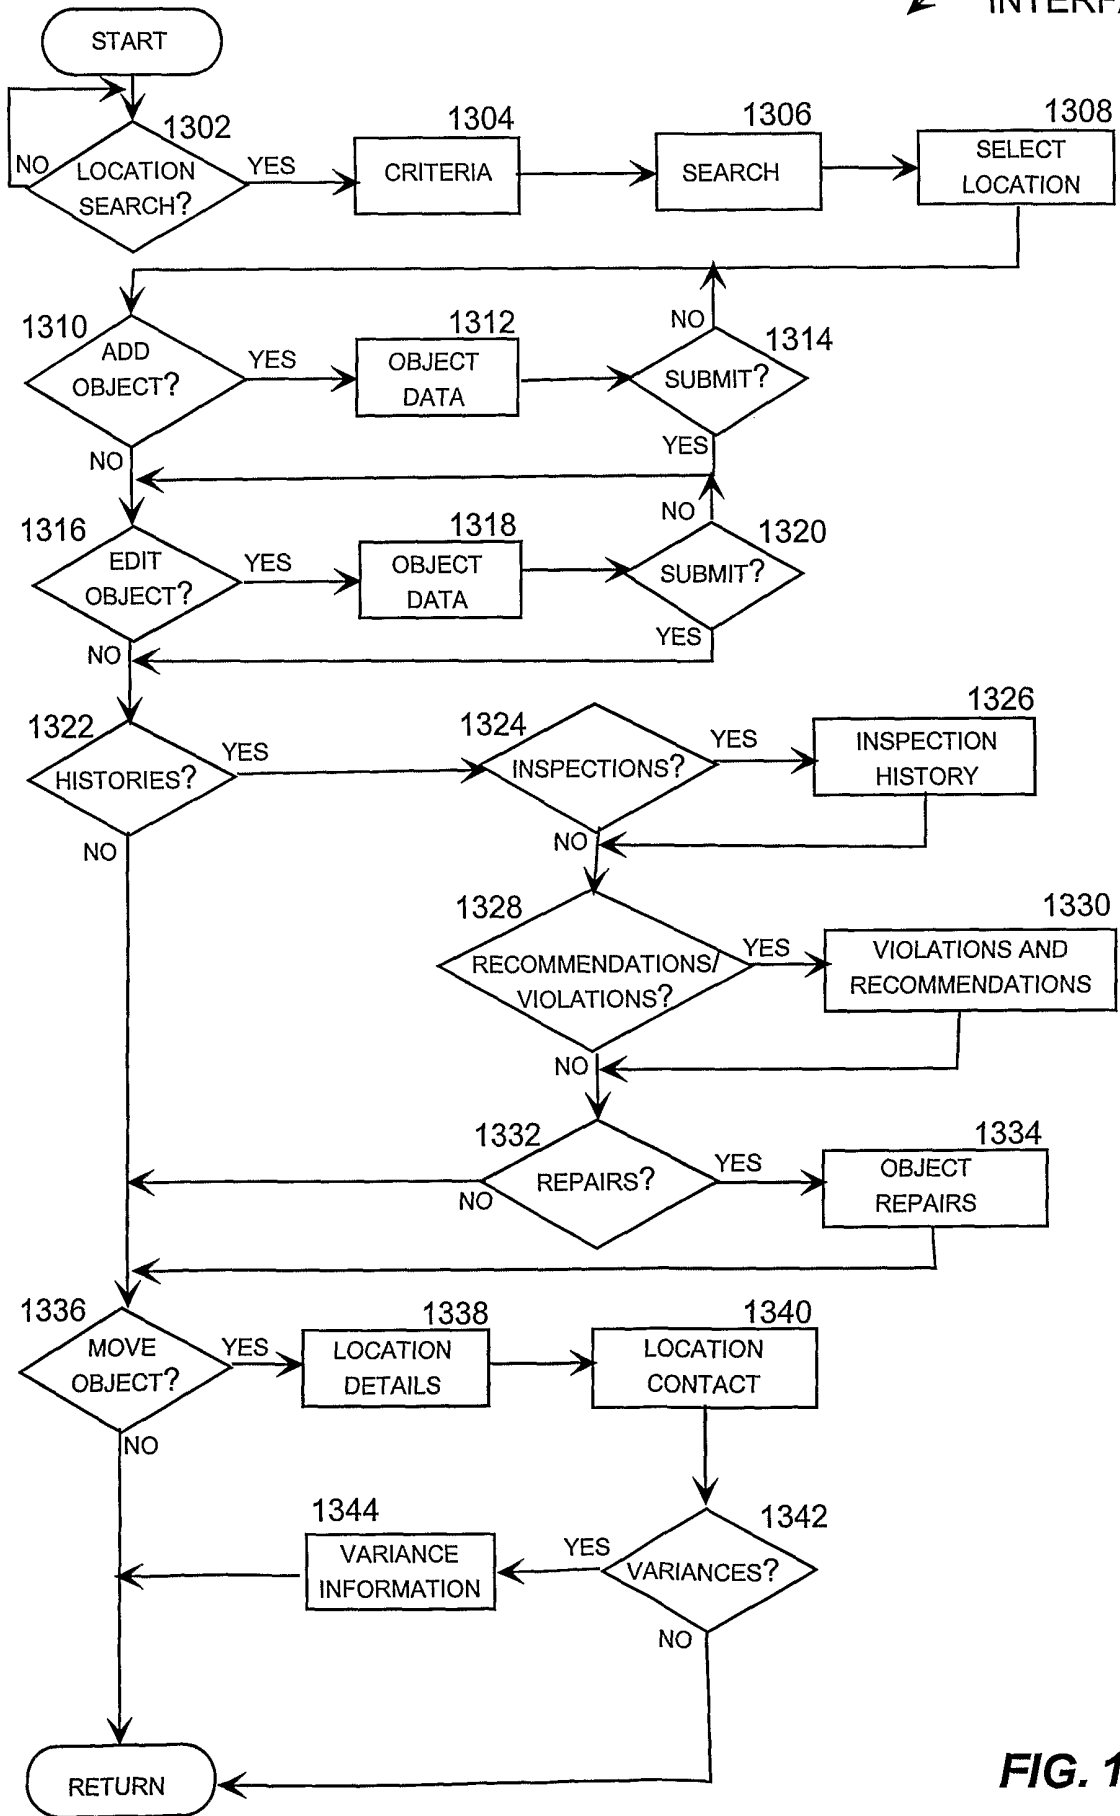 START
1302
LOCATION
SEARCH?
NO
YES
1304
CRITERIA
1306
SEARCH
1308
SELECT
LOCATION
1310
ADD
OBJECT?
YES
NO
1312
OBJECT
DATA
NO
1314
SUBMIT?
YES
1316
EDIT
OBJECT?
YES
NO
1318
OBJECT
DATA
NO
1320
SUBMIT?
YES
1322
HISTORIES?
YES
NO
1324
INSPECTIONS?
YES
NO
1326
INSPECTION
HISTORY
1328
RECOMMENDATIONS/
VIOLATIONS?
YES
NO
1330
VIOLATIONS AND
RECOMMENDATIONS
1332
REPAIRS?
YES
NO
1334
OBJECT
REPAIRS
1336
MOVE
OBJECT?
YES
NO
1338
LOCATION
DETAILS
1340
LOCATION
CONTACT
1342
VARIANCES?
YES
NO
1344
VARIANCE
INFORMATION
RETURN
FIG. 1